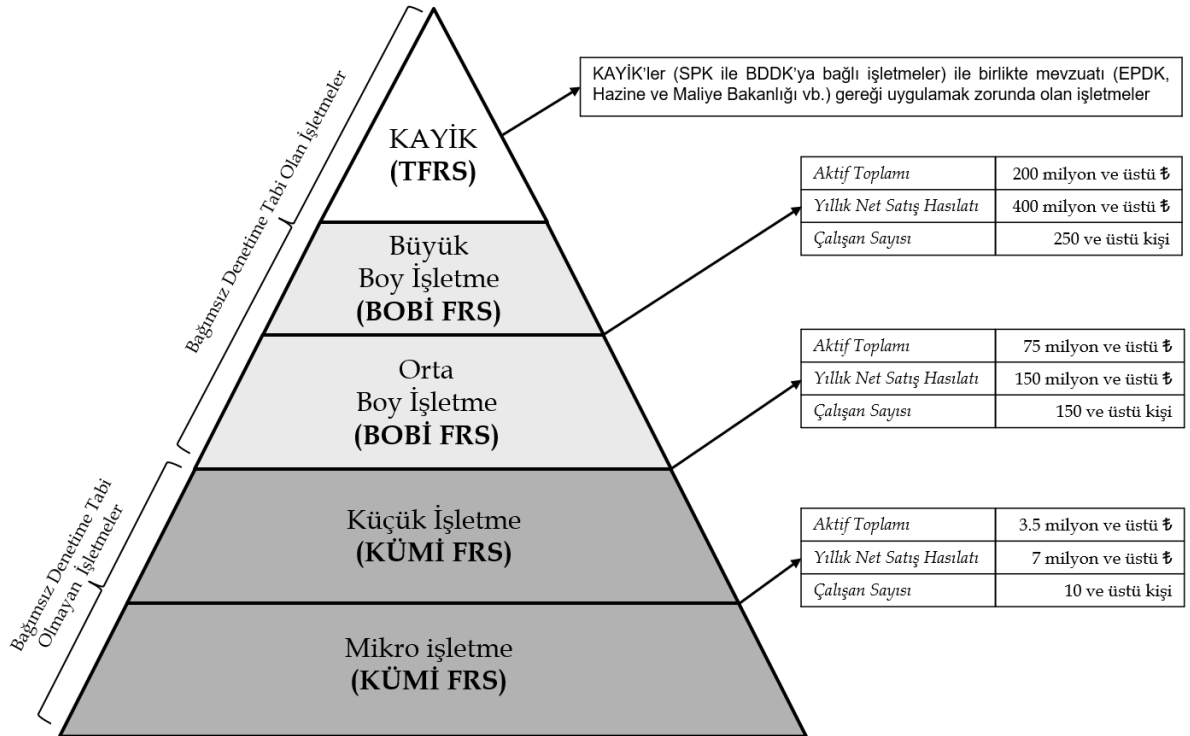 KAYİK
(TFRS)
Büyük
Boy İşletme
(BOBİ FRS)
Orta
Boy İşletme
(BOBİ FRS)
Küçük İşletme
(KÜMİ FRS)
Mikro işletme
(KÜMİ FRS)
Bağımsız Denetime Tabi Olan İşletmeler
Bağımsız Denetime Tabi
Olmayan İşletmeler
KAYİK'ler (SPK ile BDDK'ya bağlı işletmeler) ile birlikte mevzuatı (EPDK,
Hazine ve Maliye Bakanlığı vb.) gereği uygulamak zorunda olan işletmeler
Aktif Toplamı 200 milyon ve üstü ₺
Yıllık Net Satış Hasılatı 400 milyon ve üstü ₺
Çalışan Sayısı 250 ve üstü kişi
Aktif Toplamı 75 milyon ve üstü ₺
Yıllık Net Satış Hasılatı 150 milyon ve üstü ₺
Çalışan Sayısı 150 ve üstü kişi
Aktif Toplamı 3.5 milyon ve üstü ₺
Yıllık Net Satış Hasılatı 7 milyon ve üstü ₺
Çalışan Sayısı 10 ve üstü kişi